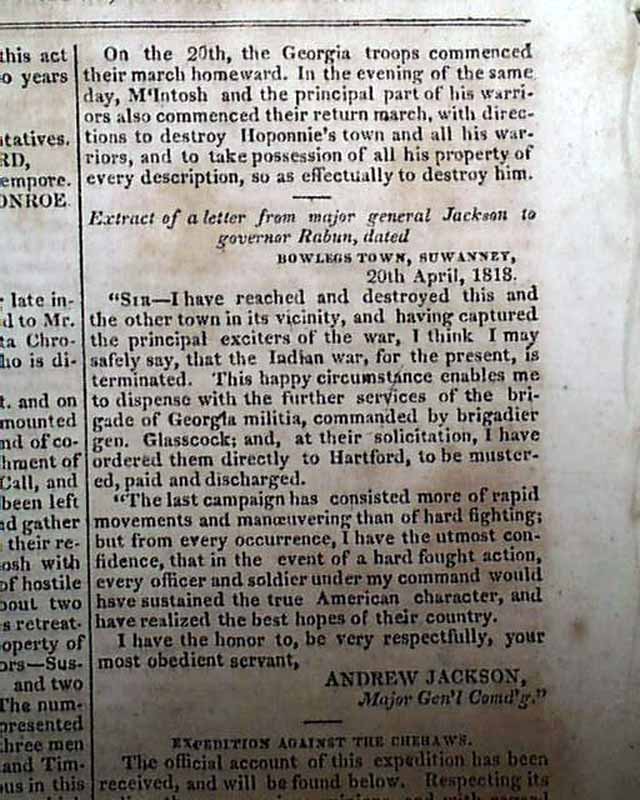 this act
o years
tatives.
RD,
empore.
ONROE
late in-
d to Mr.
ta Chro-
ho is di-
t. and on
mounted
nd of co-
hment of
Call, and
been left
nd gather
their re-
osh with
of hostile
bout two
s retreat-
operty of
ors—Sus-
and two
The num-
presented
three men
and Tim-
ous in this
On the 20th, the Georgia troops commenced
their march homeward. In the evening of the same
day, M'Intosh and the principal part of his warri-
ors also commenced their return march, with direc-
tions to destroy Hoponnie's town and all his war-
riors, and to take possession of all his property of
every description, so as effectually to destroy him.
Extract of a letter from major general Jackson to
governor Rabun, dated
BOWLEGS TOWN, SUWANNEY,
20th April, 1818.
"SIR—I have reached and destroyed this and
the other town in its vicinity, and having captured
the principal exciters of the war, I think I may
safely say, that the Indian war, for the present, is
terminated. This happy circumstance enables me
to dispense with the further services of the bri-
gade of Georgia militia, commanded by brigadier
gen. Glasscock; and, at their solicitation, I have
ordered them directly to Hartford, to be muster-
ed, paid and discharged.
"The last campaign has consisted more of rapid
movements and manœuvering than of hard fighting;
but from every occurrence, I have the utmost con-
fidence, that in the event of a hard fought action,
every officer and soldier under my command would
have sustained the true American character, and
have realized the best hopes of their country.
I have the honor to, be very respectfully, your
most obedient servant,
ANDREW JACKSON,
Major Gen'l Comd'g."
EXPEDITION AGAINST THE CHEHAWS.
The official account of this expedition has been
received, and will be found below. Respecting its